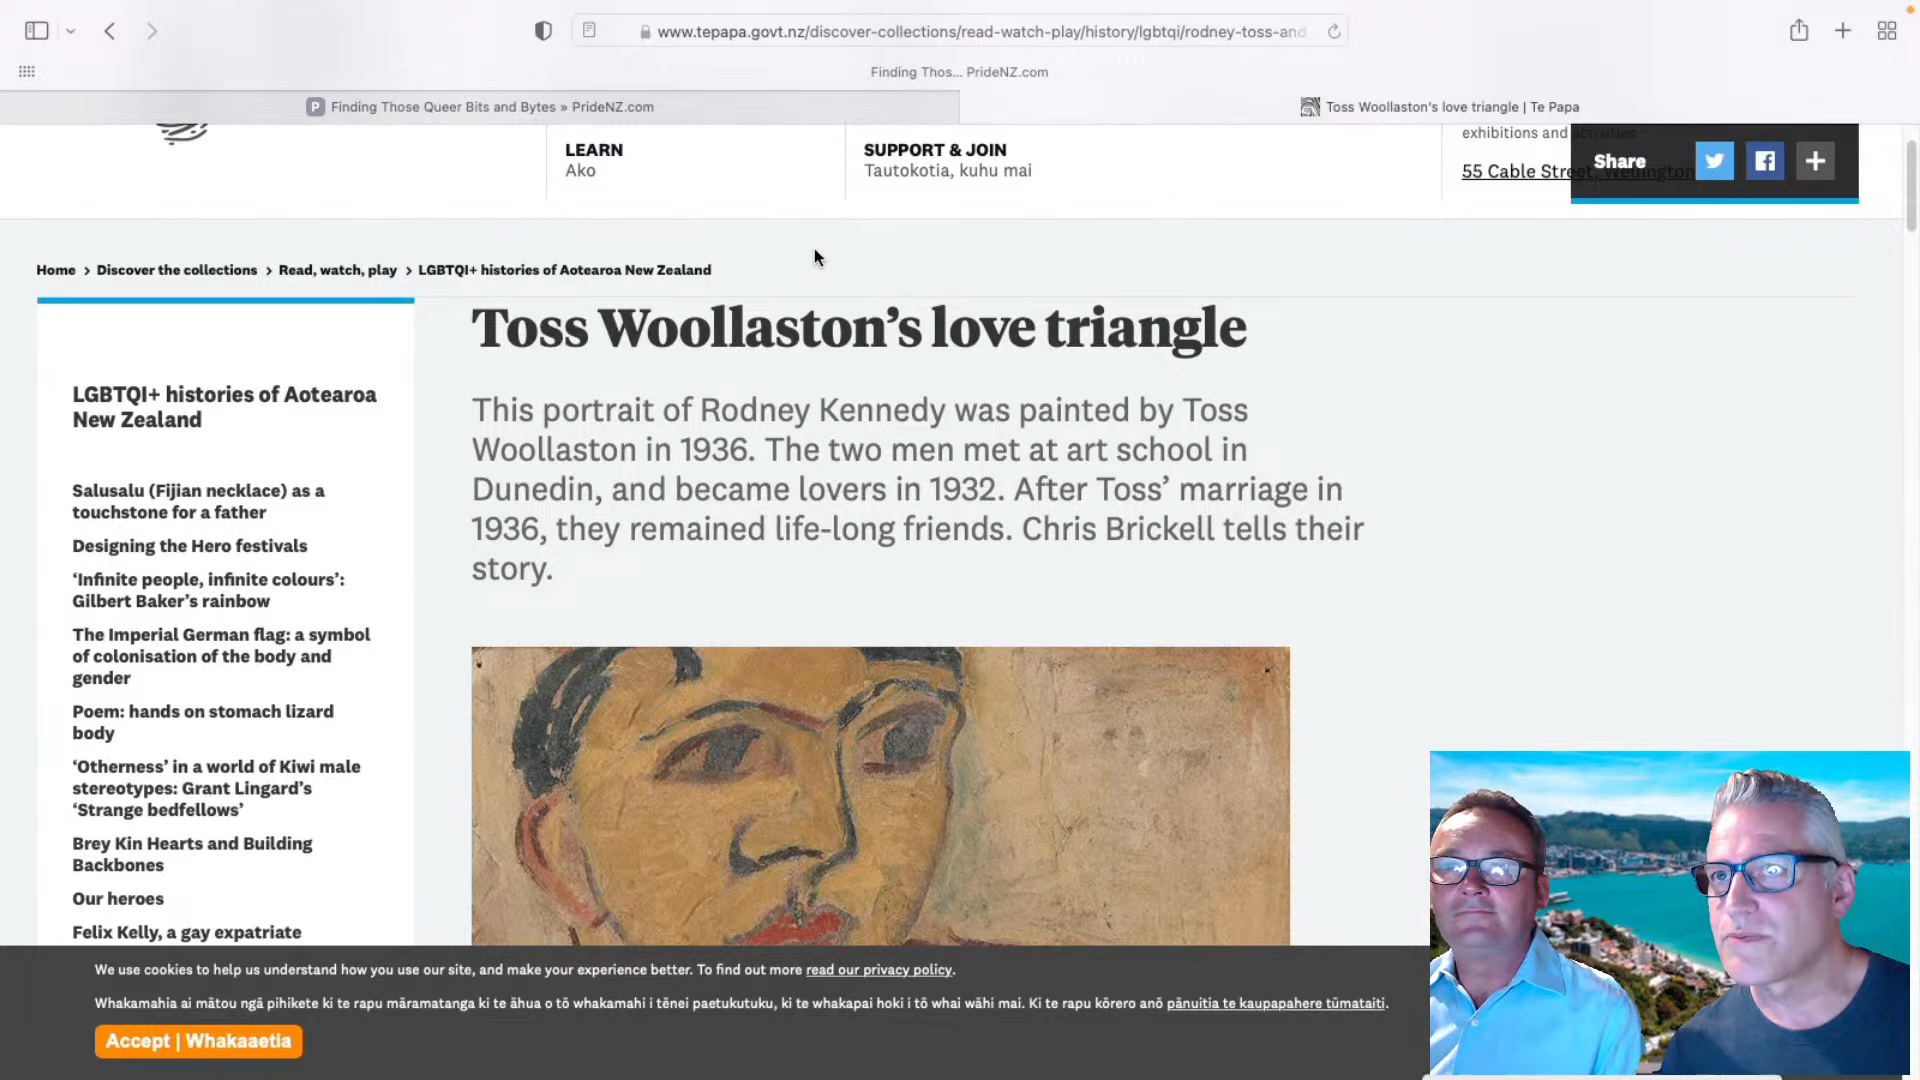 www.tepapa.govt.nz/discover-collections/read-watch-play/history/lgbtqi/rodney-toss-and
Finding Thos... PrideNZ.com
P Finding Those Queer Bits and Bytes » PrideNZ.com
Toss Woollaston's love triangle | Te Papa
LEARN
Ako
SUPPORT & JOIN
Tautokotia, kuhu mai
exhibitions and activities
55 Cable Street, Wellington
Share
Home > Discover the collections > Read, watch, play > LGBTQI+ histories of Aotearoa New Zealand
LGBTQI+ histories of Aotearoa
New Zealand
Salusalu (Fijian necklace) as a
touchstone for a father
Designing the Hero festivals
‘Infinite people, infinite colours’:
Gilbert Baker’s rainbow
The Imperial German flag: a symbol
of colonisation of the body and
gender
Poem: hands on stomach lizard
body
‘Otherness’ in a world of Kiwi male
stereotypes: Grant Lingard’s
‘Strange bedfellows’
Brey Kin Hearts and Building
Backbones
Our heroes
Felix Kelly, a gay expatriate
Toss Woollaston’s love triangle
This portrait of Rodney Kennedy was painted by Toss
Woollaston in 1936. The two men met at art school in
Dunedin, and became lovers in 1932. After Toss’ marriage in
1936, they remained life-long friends. Chris Brickell tells their
story.
We use cookies to help us understand how you use our site, and make your experience better. To find out more read our privacy policy.
Whakamahia ai mātou ngā pihikete ki te rapu māramatanga ki te āhua o tō whakamahi i tēnei paetukutuku, ki te whakapai hoki i tō whai wāhi mai. Ki te rapu kōrero anō pānuitia te kaupapahere tūmataiti.
Accept | Whakaaetia